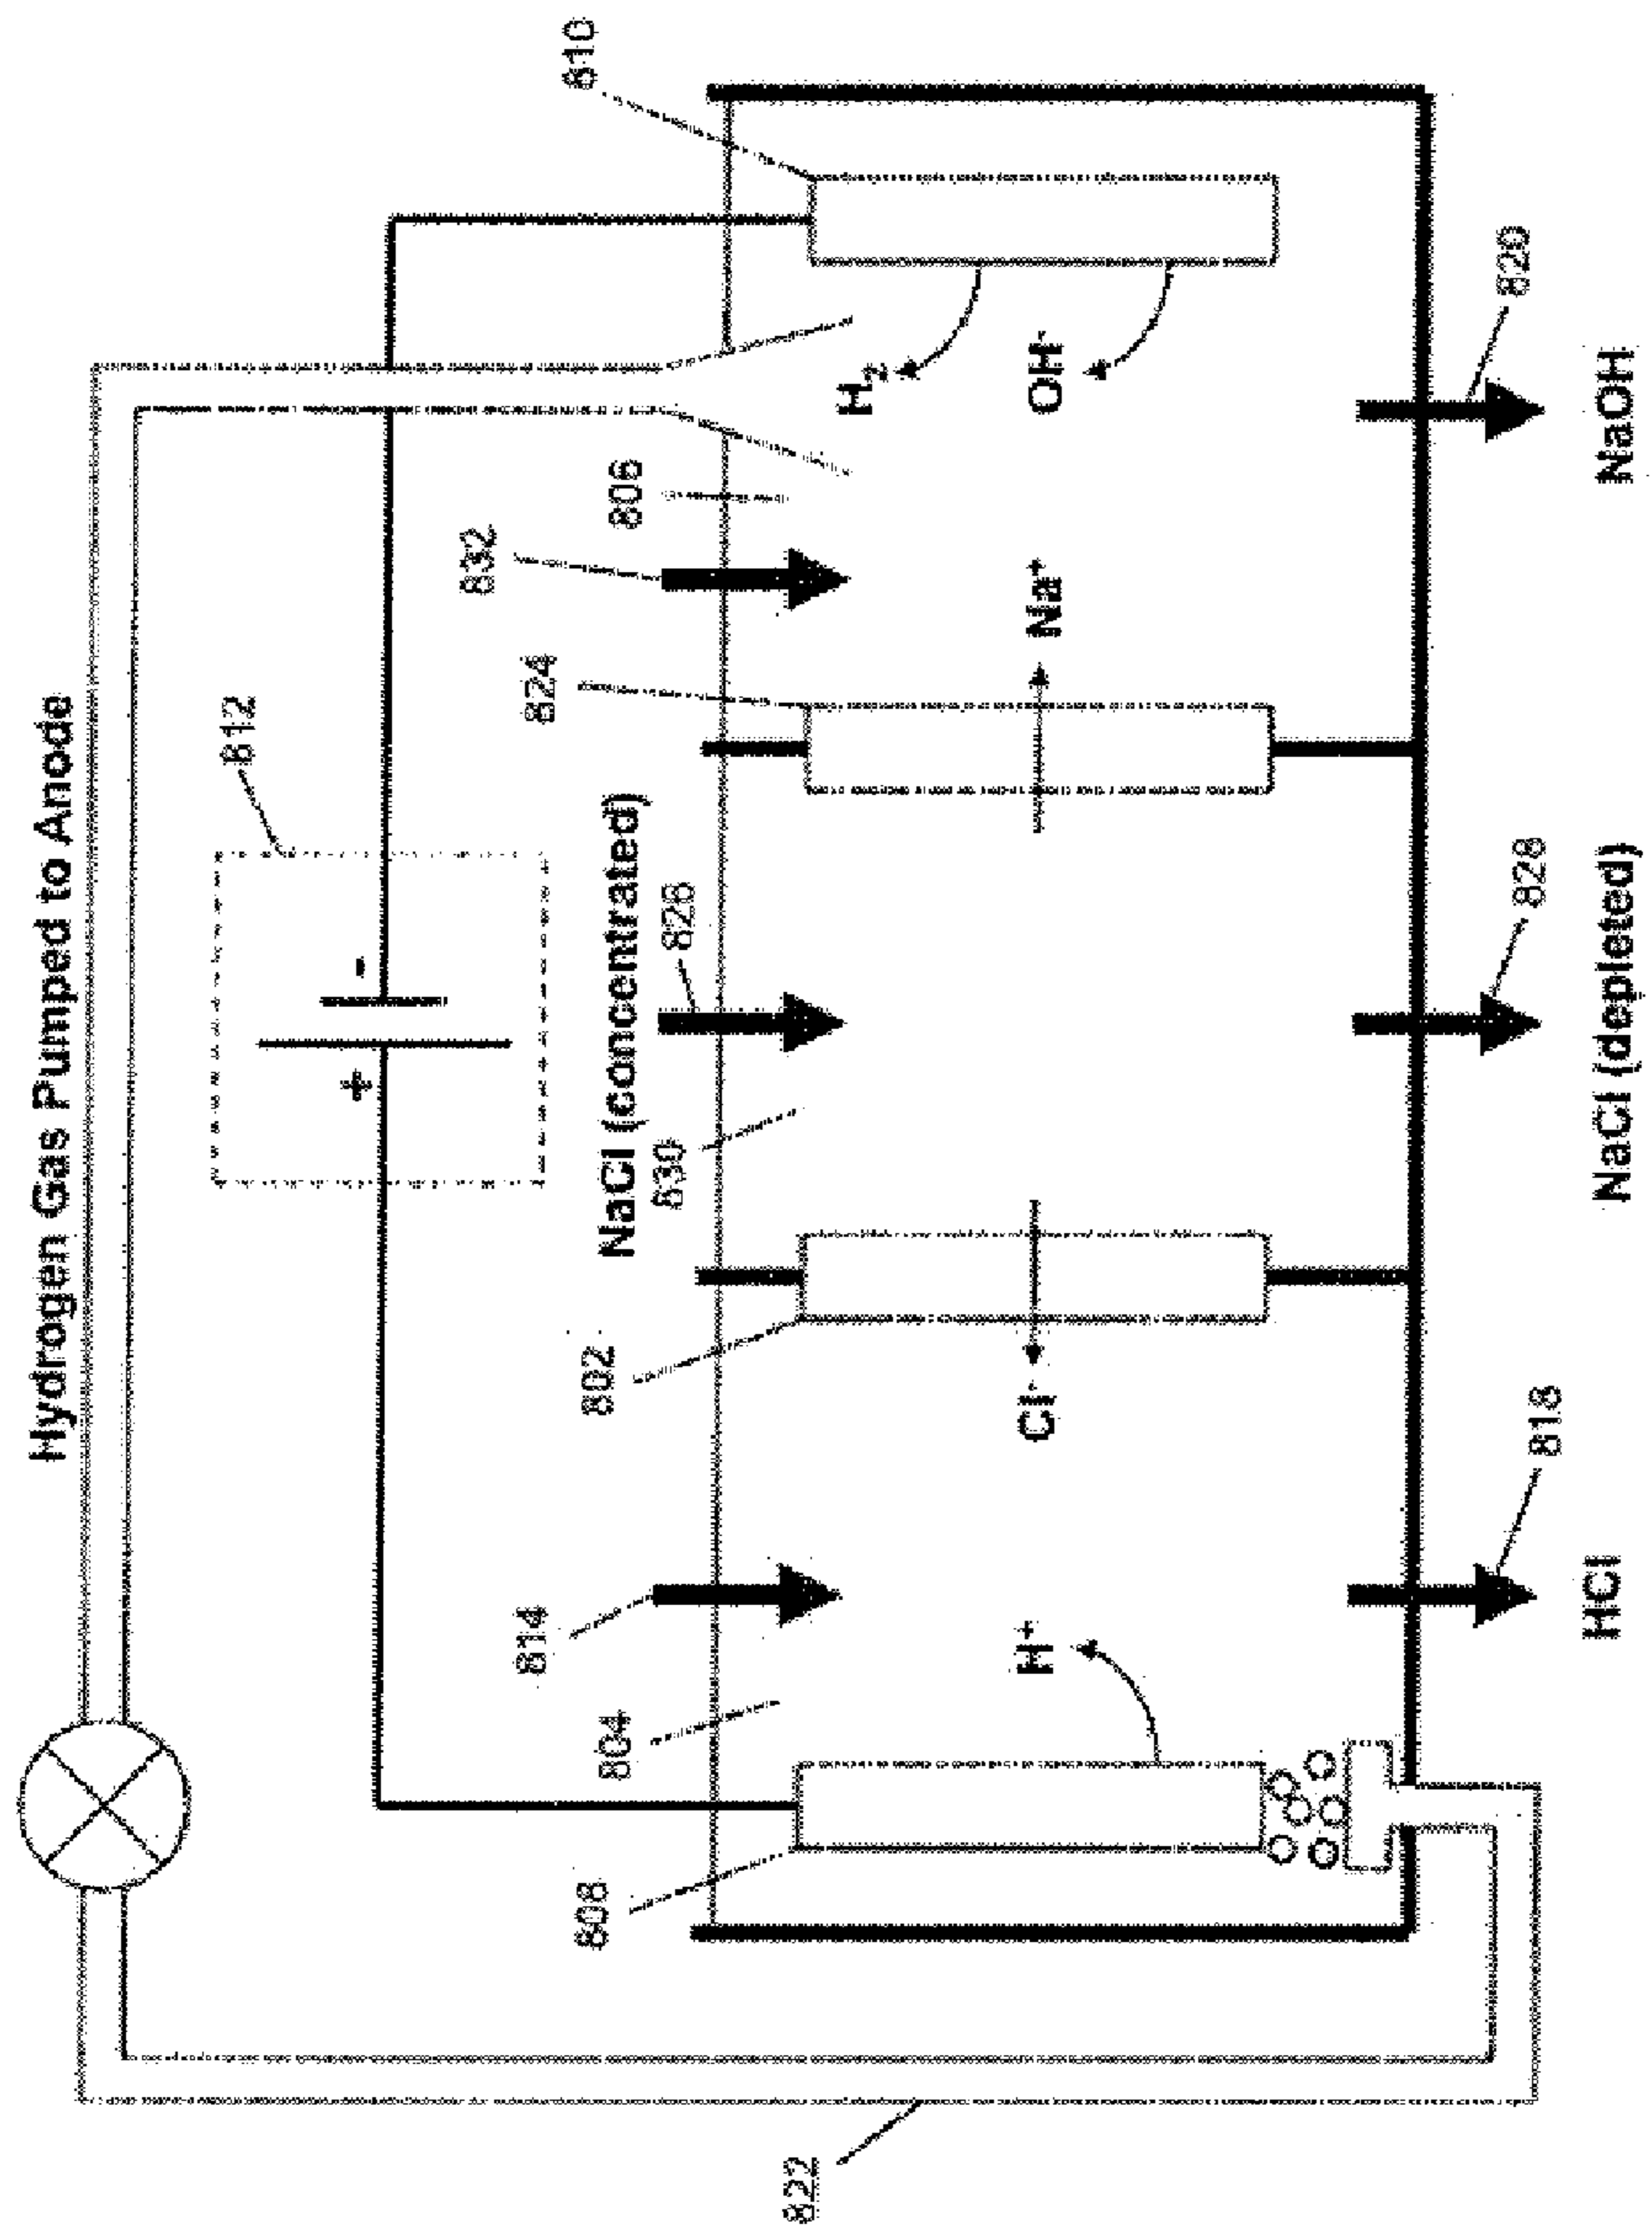 Hydrogen Gas Pumped to Anode
812
+
-
822
808
804
814
802
NaCl (concentrated)
830
826
824
832
806
810
H+
Cl-
Na+
H2
OH-
818
828
820
HCl
NaCl (depleted)
NaOH